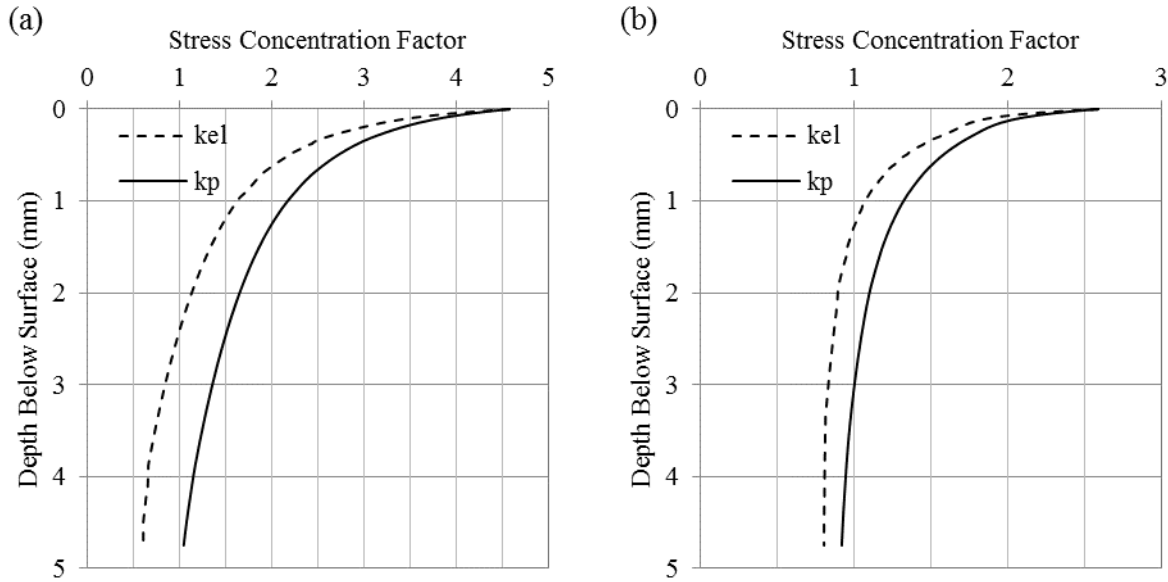 (a)
Stress Concentration Factor
0 1 2 3 4 5
0
kel
kp
1
2
3
4
5
Depth Below Surface (mm)
(b)
Stress Concentration Factor
0 1 2 3
0
kel
kp
1
2
3
4
5
Depth Below Surface (mm)